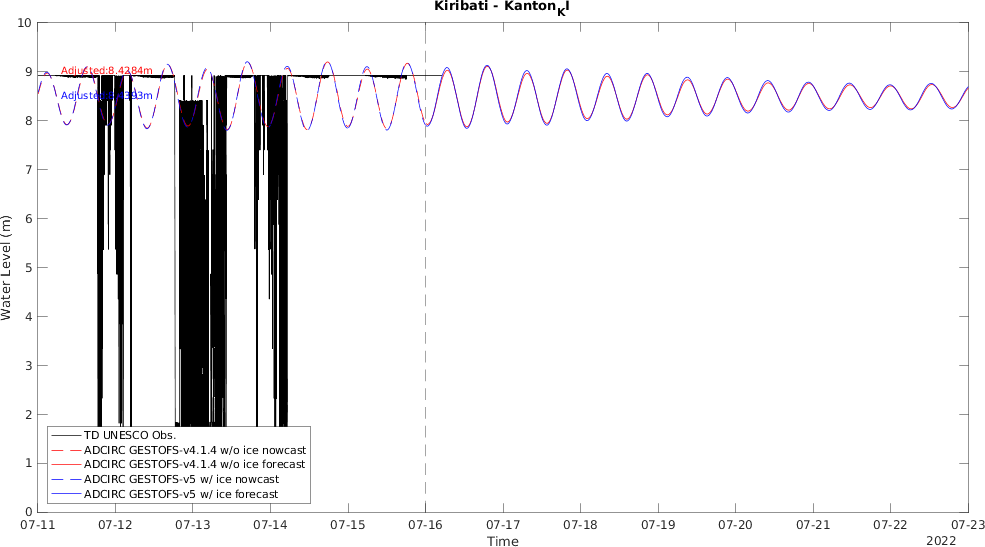 Kiribati - Kanton_KI
10
9
8
7
6
5
4
3
2
1
0
Water Level (m)
Adjusted:8.4284m
TD UNESCO Obs.
ADCIRC GESTOFS-v4.1.4 w/o ice nowcast
ADCIRC GESTOFS-v4.1.4 w/o ice forecast
ADCIRC GESTOFS-v5 w/ ice nowcast
ADCIRC GESTOFS-v5 w/ ice forecast
07-11 07-12 07-13 07-14 07-15 07-16 07-17 07-18 07-19 07-20 07-21 07-22 07-23
Time
2022